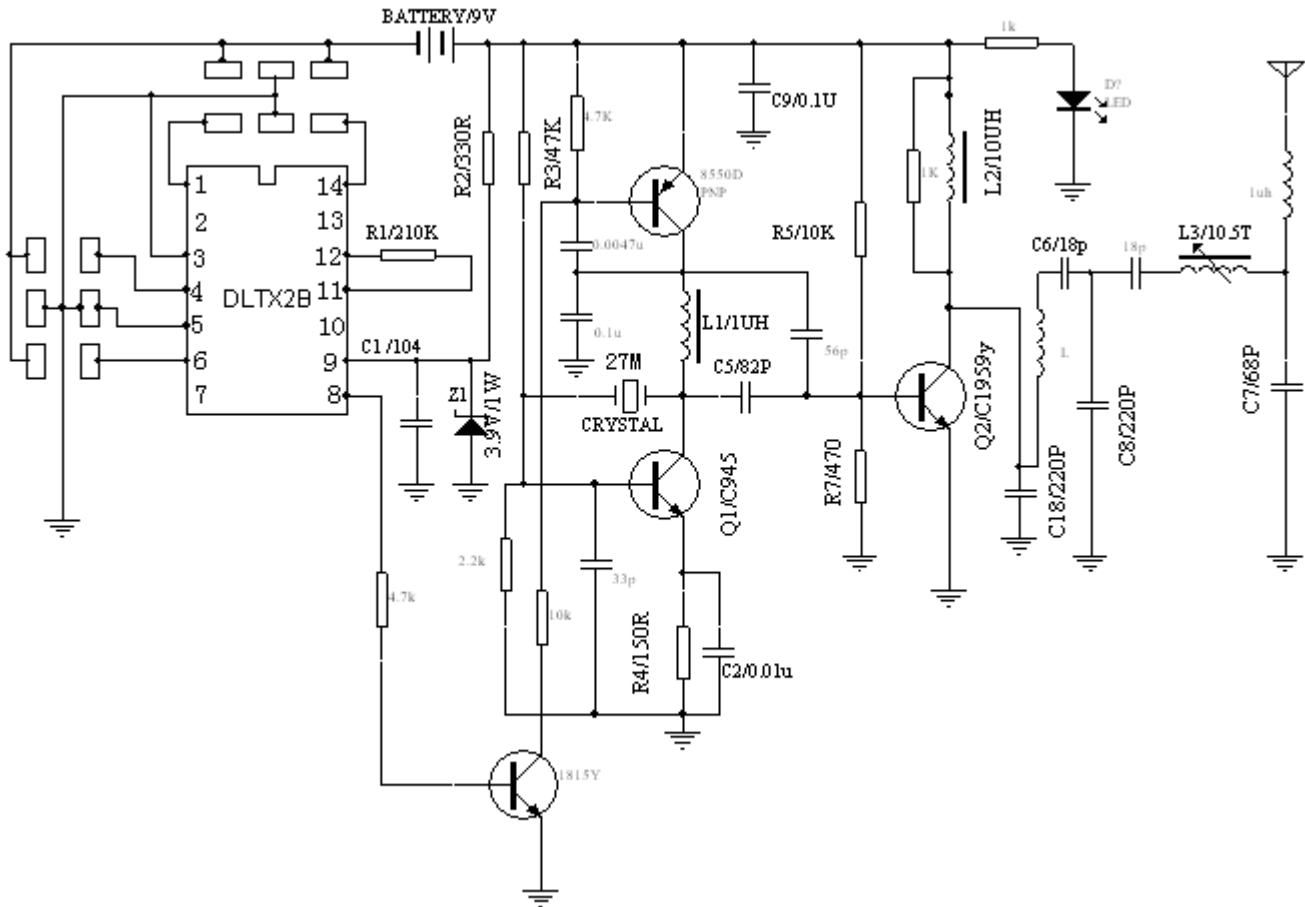 BATTERY/9V
1k
C9/0.1U
D?
LED
4.7K
R2/330R
R3/47K
8550D
PNP
L2/10UH
1K
1
14
2
13
3
12
4
11
5
10
6
9
7
8
DLTX2B
R1/210K
R5/10K
0.0047u
0.1u
C6/18p
18p
L3/10.5T
1uh
L1/1UH
56p
C1/104
27M
CRYSTAL
C5/82P
L
Z1
3.9V/1W
Q1/C945
R7/470
Q2/C1959y
C18/220P
C8/220P
C7/68P
2.2k
33p
4.7k
10k
R4/150R
C2/0.01u
1815Y